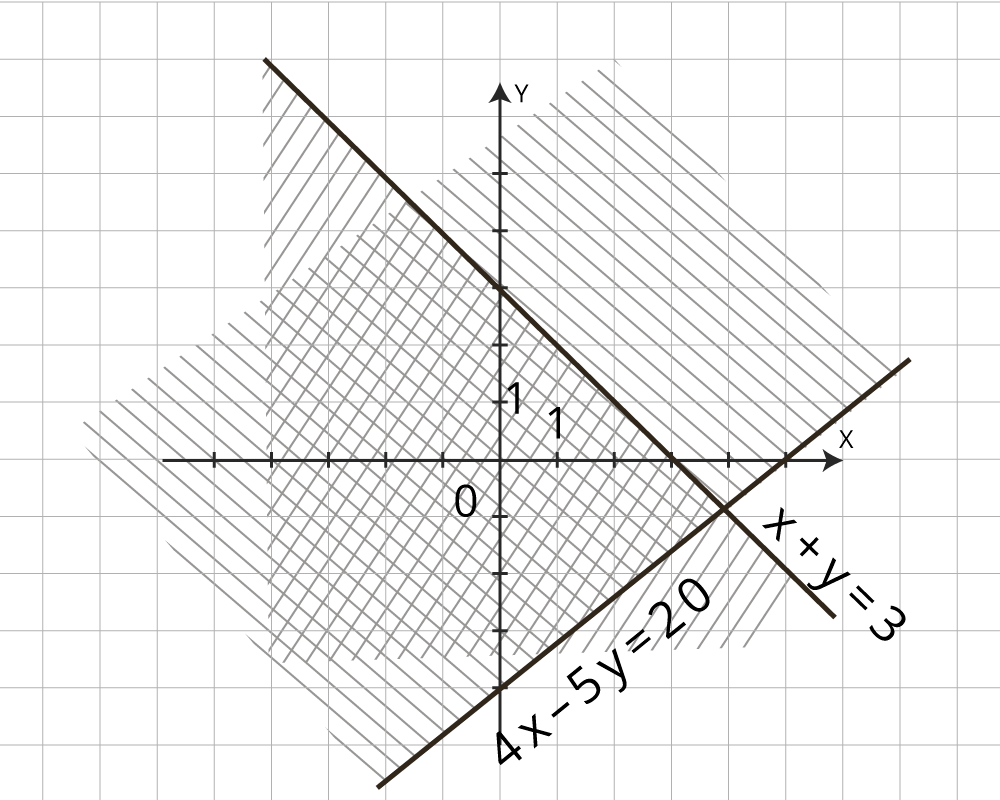 Y
1
1
X
0
x + y = 3
4x - 5y = 20